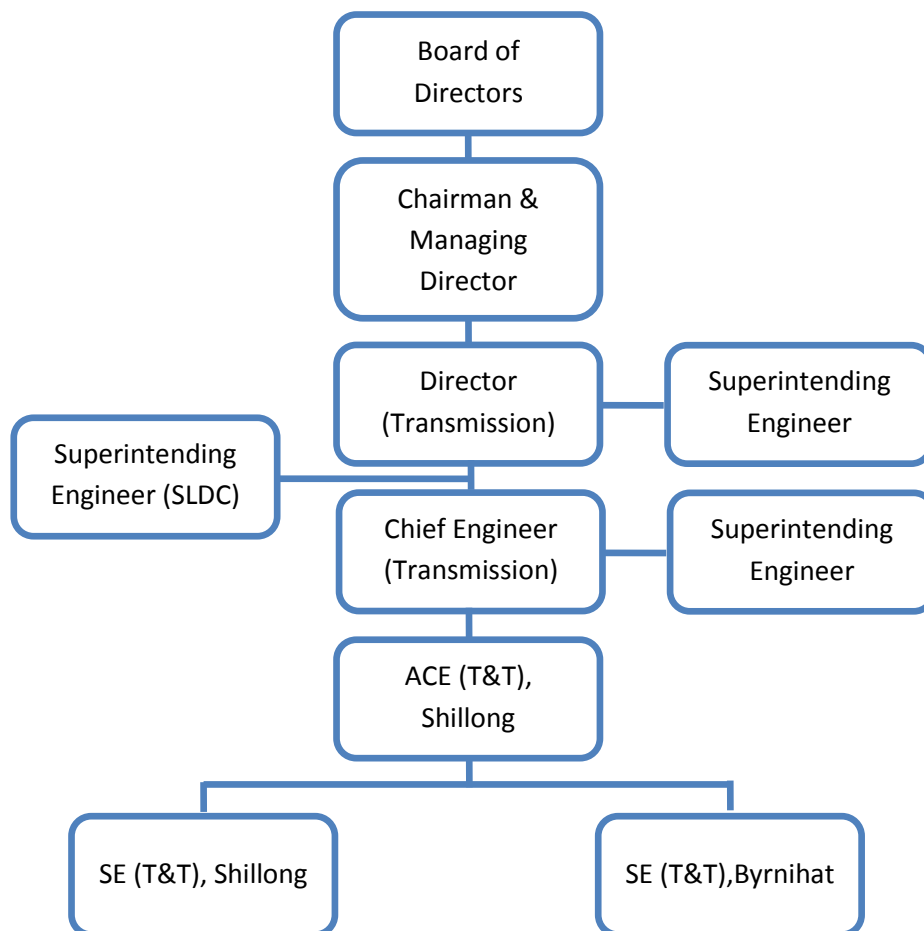 Board of
Directors
Chairman &
Managing
Director
Director
(Transmission)
Superintending
Engineer
Superintending
Engineer (SLDC)
Chief Engineer
(Transmission)
Superintending
Engineer
ACE (T&T),
Shillong
SE (T&T), Shillong
SE (T&T),Byrnihat